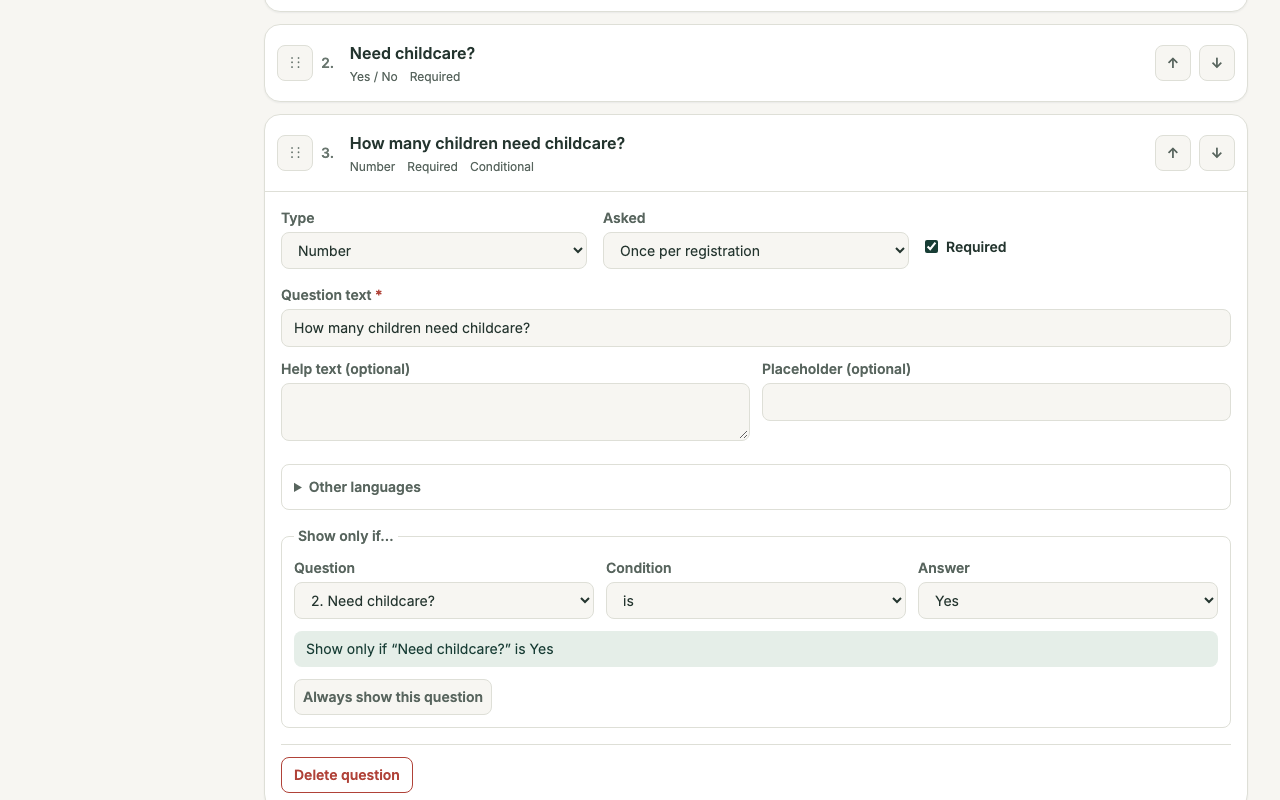 2. Need childcare?
Yes / No Required
3. How many children need childcare?
Number Required Conditional
Type Asked
Number Once per registration Required
Question text *
How many children need childcare?
Help text (optional) Placeholder (optional)
Other languages
Show only if...
Question Condition Answer
2. Need childcare? is Yes
Show only if “Need childcare?” is Yes
Always show this question
Delete question